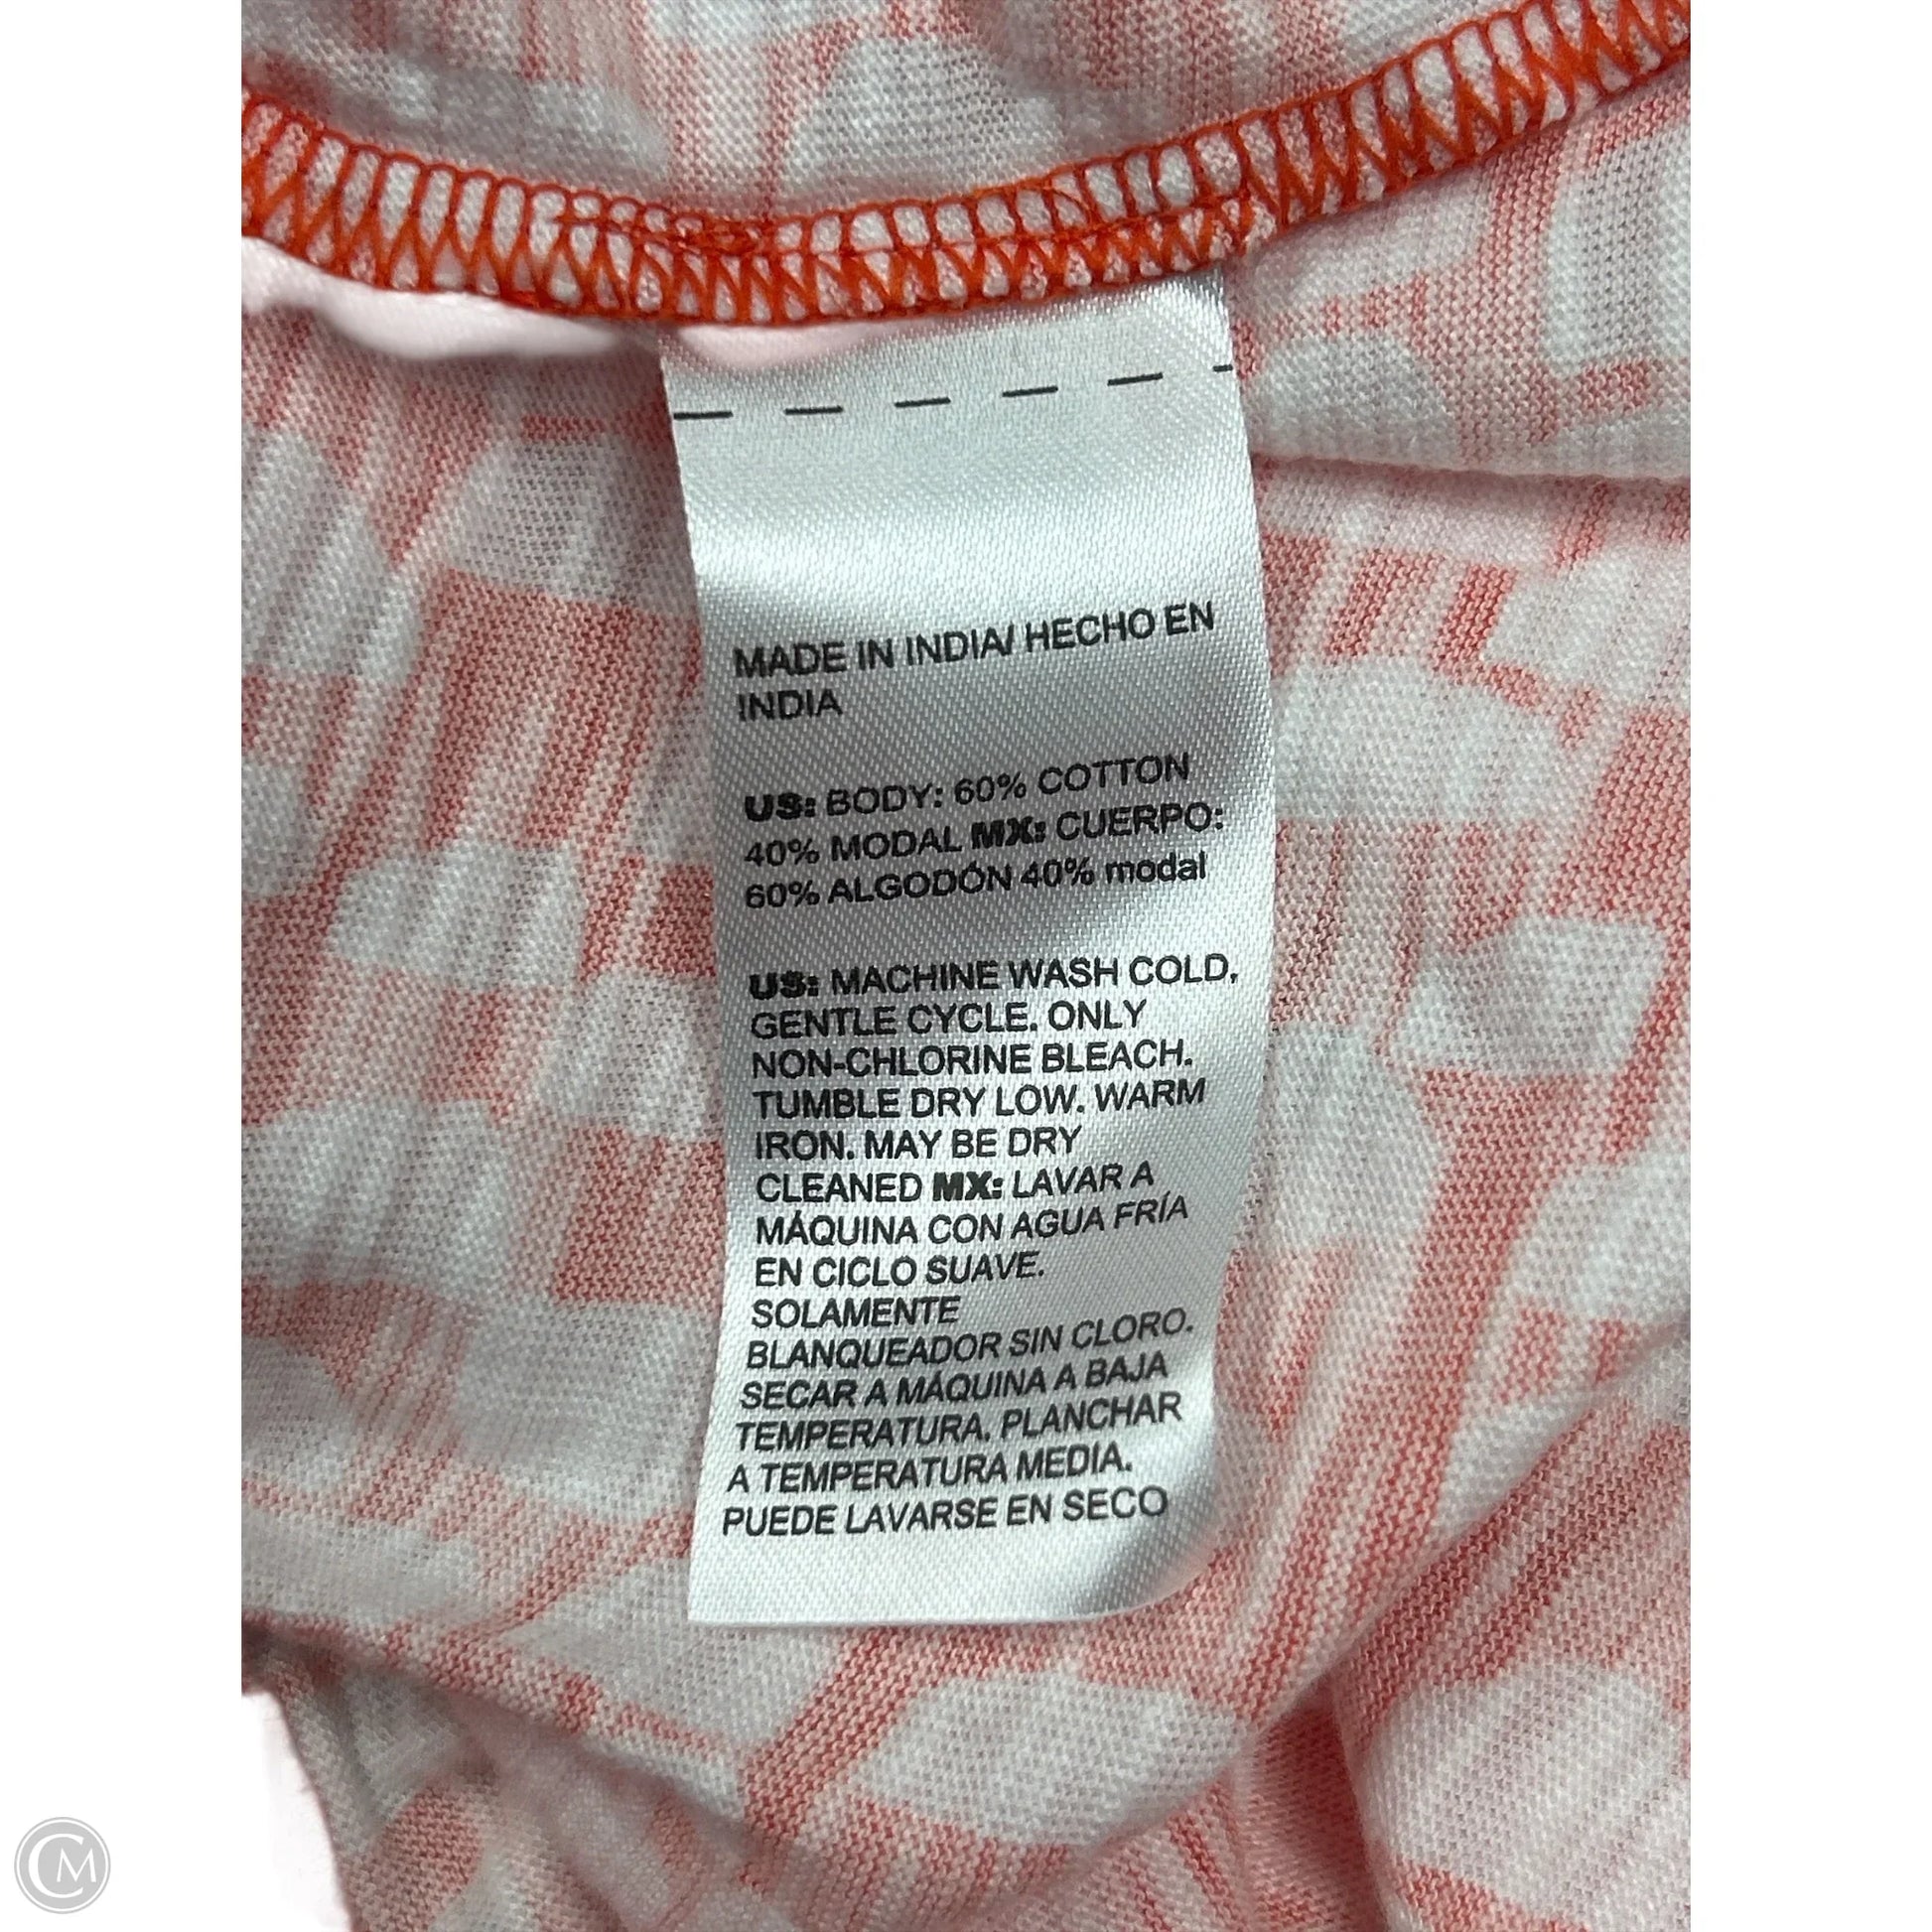 MADE IN INDIA/ HECHO EN
INDIA
US: BODY: 60% COTTON
40% MODAL MX: CUERPO:
60% ALGODÓN 40% modal
US: MACHINE WASH COLD,
GENTLE CYCLE. ONLY
NON-CHLORINE BLEACH.
TUMBLE DRY LOW. WARM
IRON. MAY BE DRY
CLEANED MX: LAVAR A
MÁQUINA CON AGUA FRÍA
EN CICLO SUAVE.
SOLAMENTE
BLANQUEADOR SIN CLORO.
SECAR A MÁQUINA A BAJA
TEMPERATURA. PLANCHAR
A TEMPERATURA MEDIA.
PUEDE LAVARSE EN SECO
CM